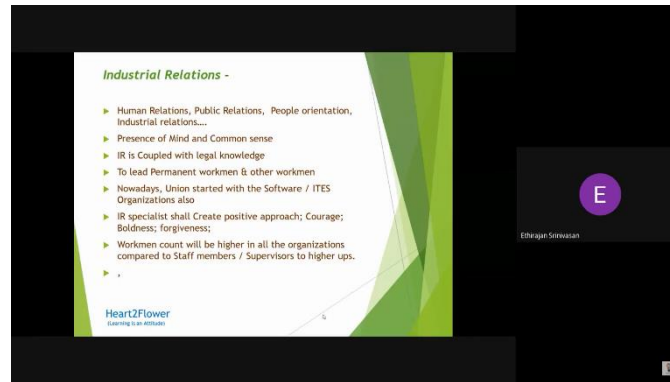 Industrial Relations -
Human Relations, Public Relations, People orientation,
Industrial relations....
Presence of Mind and Common sense
IR is Coupled with legal knowledge
To lead Permanent workmen & other workmen
Nowadays, Union started with the Software / ITES
Organizations also
IR specialist shall Create positive approach; Courage;
Boldness; forgiveness;
Workmen count will be higher in all the organizations
compared to Staff members / Supervisors to higher ups.
,
Heart2Flower
(Learning is an Attitude)
E
Ethirajan Srinivasan